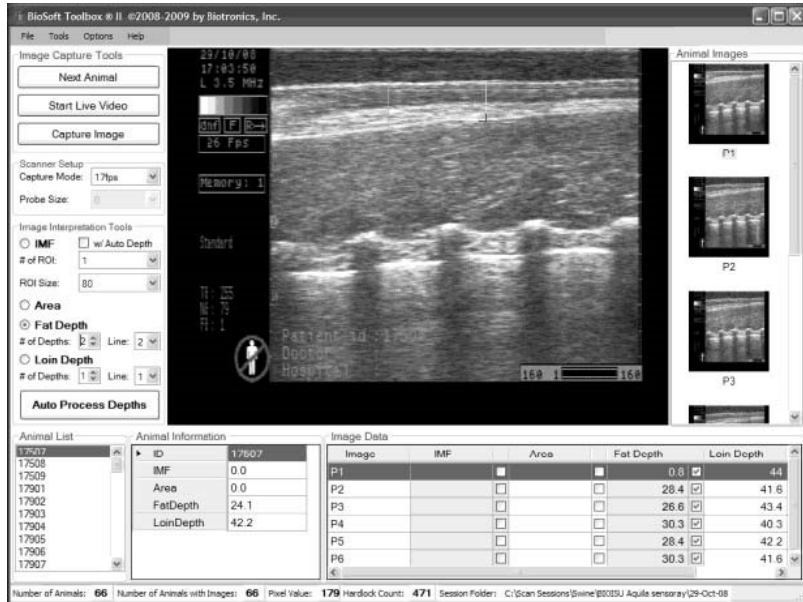 BioSoft Toolbox ® II ©2008-2009 by Biotronics, Inc.
File Tools Options Help
Image Capture Tools
Next Animal
Start Live Video
Capture Image
Scanner Setup
Capture Mode: 17fps
Probe Size: 0
Image Interpretation Tools
IMF w/ Auto Depth
# of ROI: 1
ROI Size: 80
Area
Fat Depth
# of Depths: 2 Line: 2
Loin Depth
# of Depths: 1 Line: 1
Auto Process Depths
29/10/08
17:03:50
L 3.5 MHz
F
26 Fps
Memory: 1
Standard
Patient id :17507
Doctor
Hospital
160 1 160
Animal Images
P1
P2
P3
Animal List
17507
17508
17509
17901
17902
17903
17904
17905
17906
17907
Animal Information
ID 17507
IMF 0.0
Area 0.0
FatDepth 24.1
LoinDepth 42.2
Image Data
Image IMF Area Fat Depth Loin Depth
P1 0.8 44
P2 28.4 41.6
P3 26.6 43.4
P4 30.3 40.3
P5 28.4 42.2
P6 30.3 41.6
Number of Animals: 66 Number of Animals with Images: 66 Pixel Value: 179 Hardlock Count: 471 Session Folder: C:\Scan Sessions\Swine\BIOISU Aquila sensoray\29-Oct-08